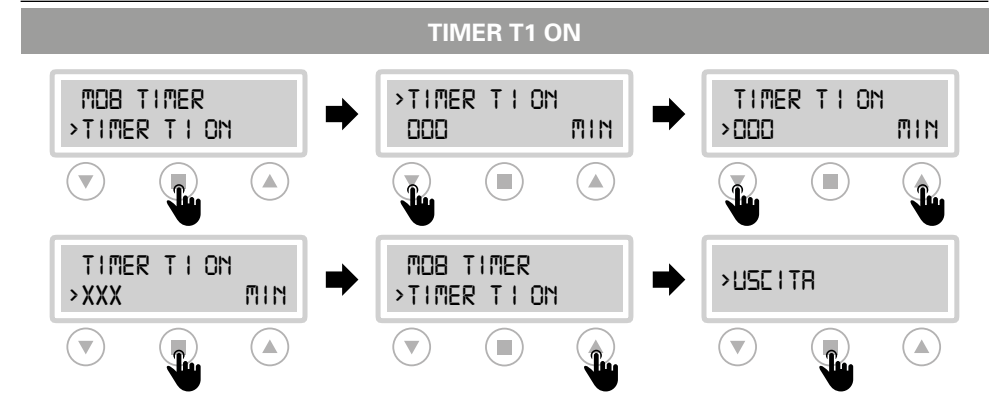 TIMER T1 ON
MOB TIMER
>TIMER T1 ON
>TIMER T1 ON
000 MIN
TIMER T1 ON
>000 MIN
TIMER T1 ON
>XXX MIN
MOB TIMER
>TIMER T1 ON
>USCITA